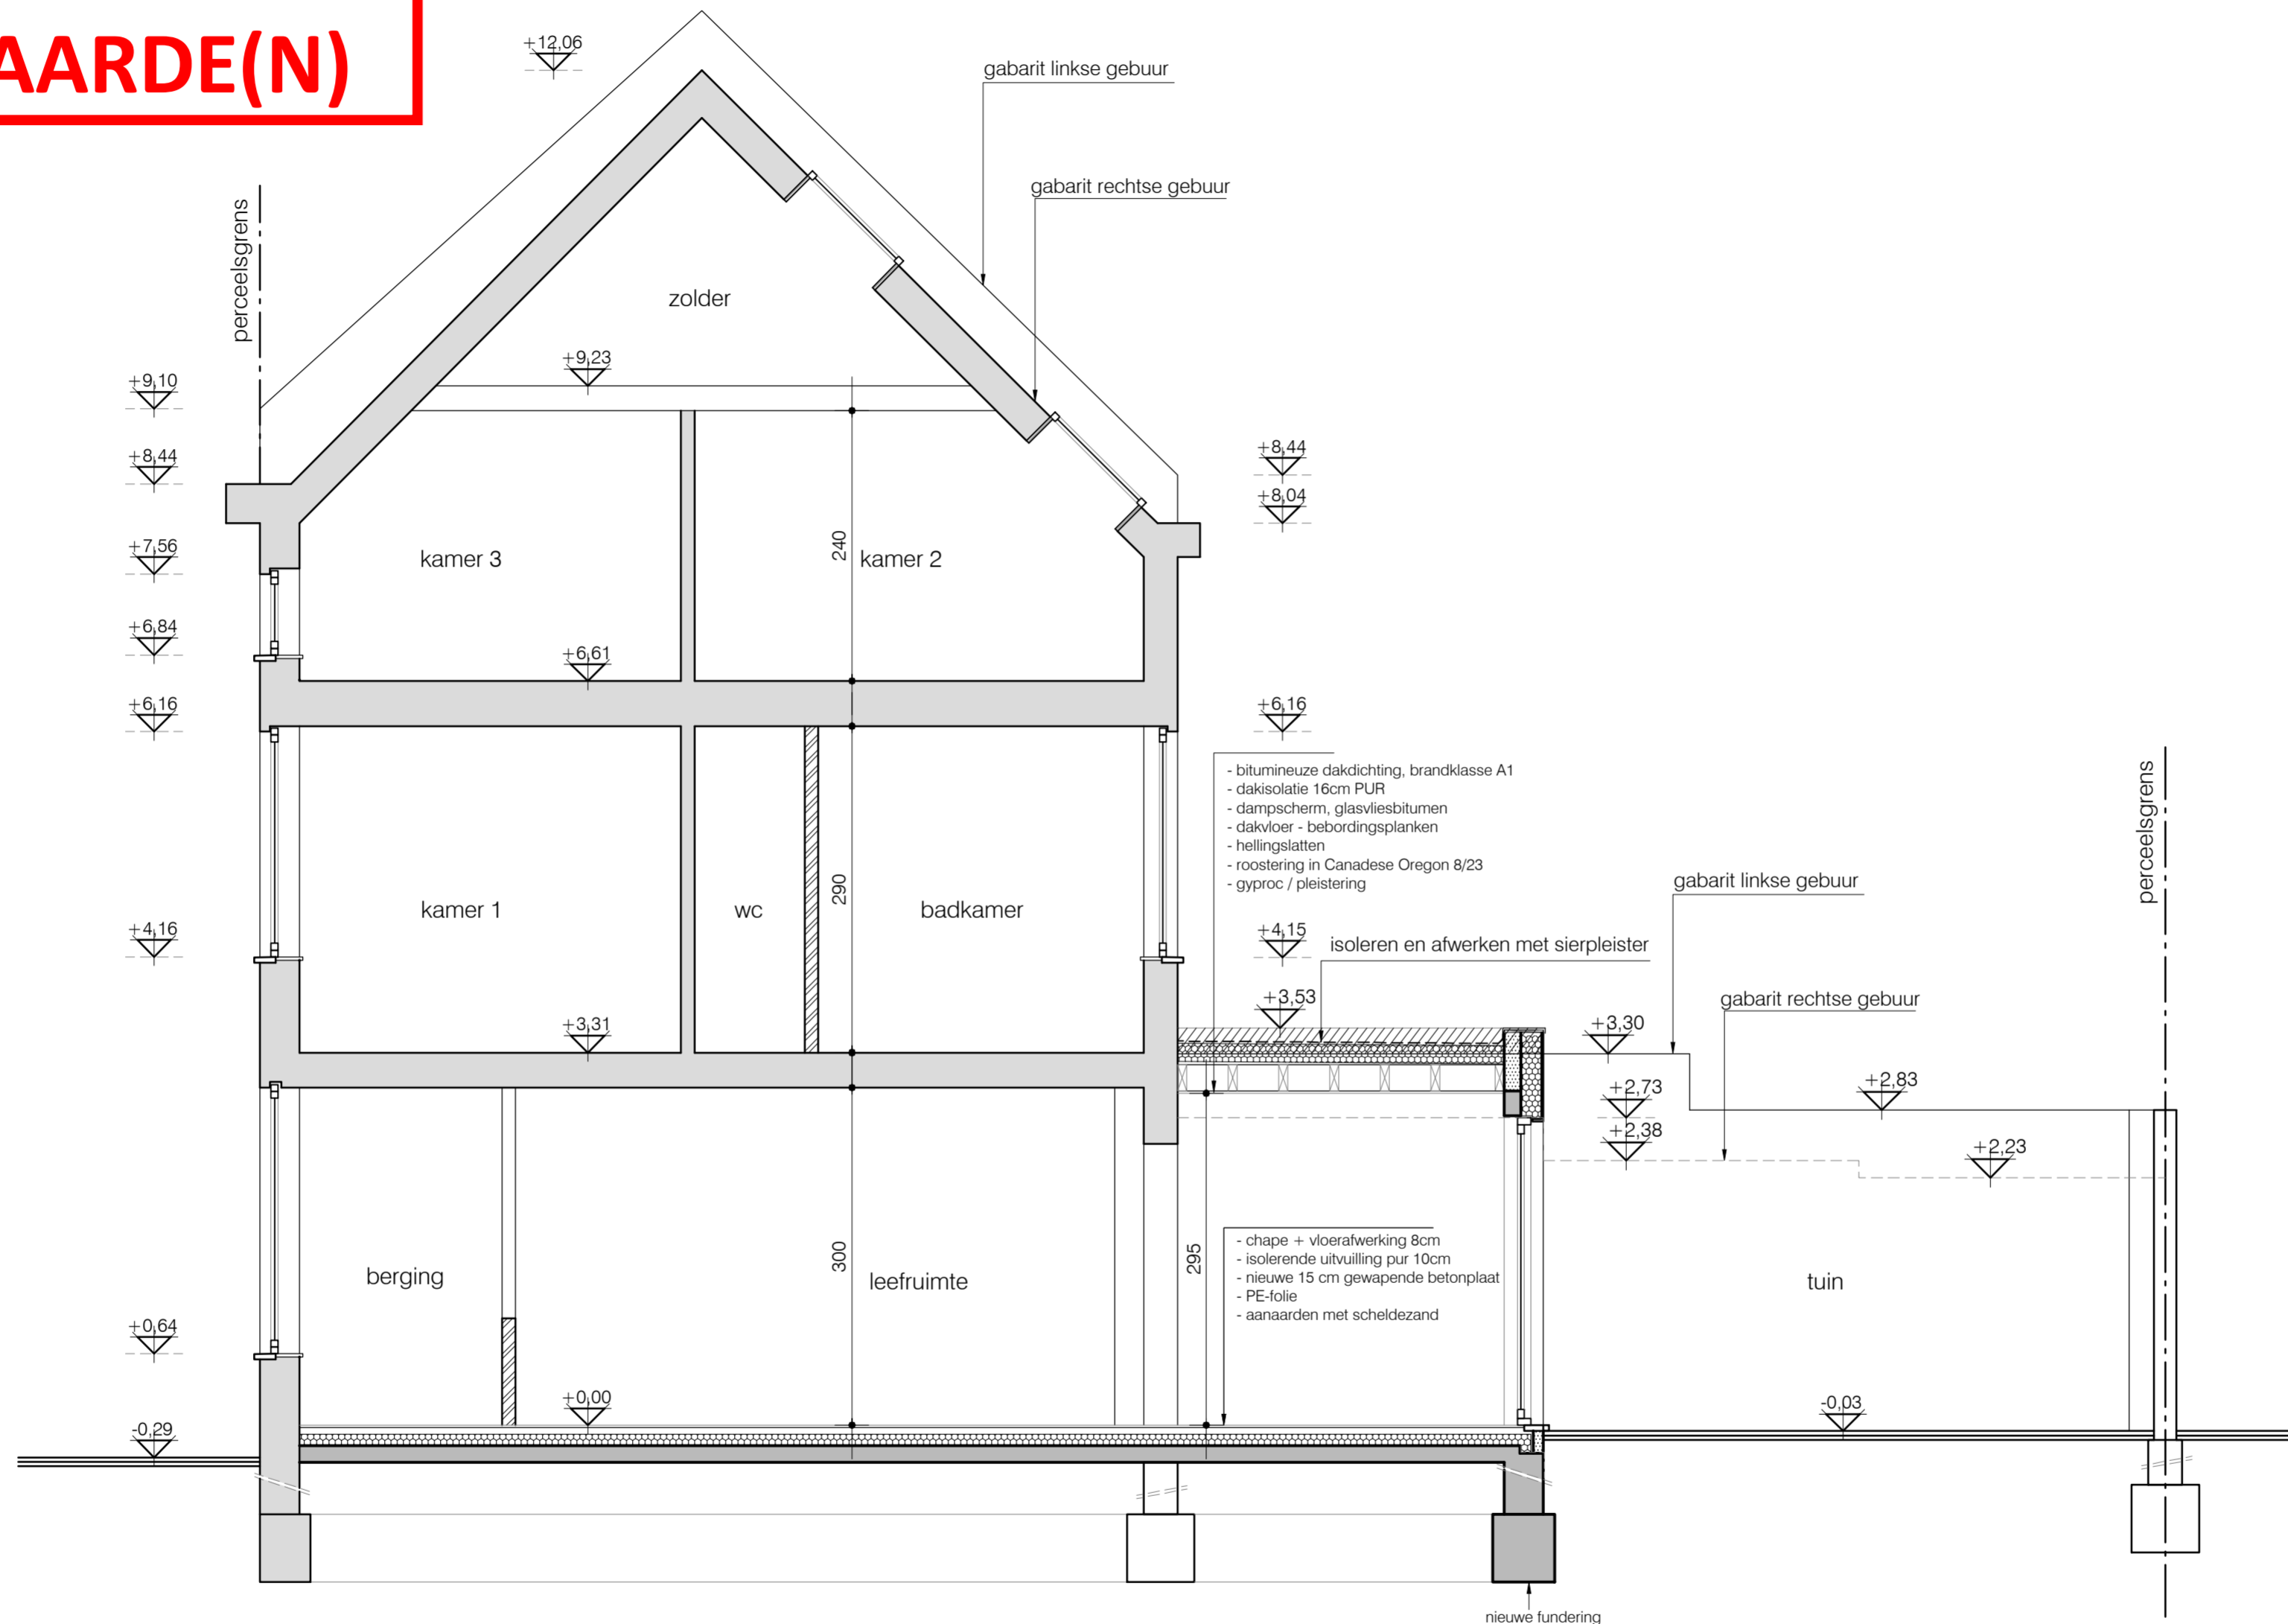 AARDE(N)
+12,06
gabarit linkse gebuur
gabarit rechtse gebuur
perceelsgrens
zolder
+9,23
+9,10
+8,44
+8,44
+8,04
+7,56
kamer 3
240
kamer 2
+6,84
+6,61
+6,16
+6,16
- bitumineuze dakdichting, brandklasse A1
- dakisolatie 16cm PUR
- dampscherm, glasvliesbitumen
- dakvloer - bebordingsplanken
- hellingslatten
- roostering in Canadese Oregon 8/23
- gyproc / pleistering
perceelsgrens
gabarit linkse gebuur
kamer 1
wc
290
badkamer
+4,16
+4,15
isoleren en afwerken met sierpleister
+3,53
gabarit rechtse gebuur
+3,31
+3,30
+2,73
+2,83
+2,38
+2,23
berging
300
leefruimte
295
- chape + vloerafwerking 8cm
- isolerende uitvuilling pur 10cm
- nieuwe 15 cm gewapende betonplaat
- PE-folie
- aanaarden met scheldezand
tuin
+0,64
+0,00
-0,03
-0,29
nieuwe fundering